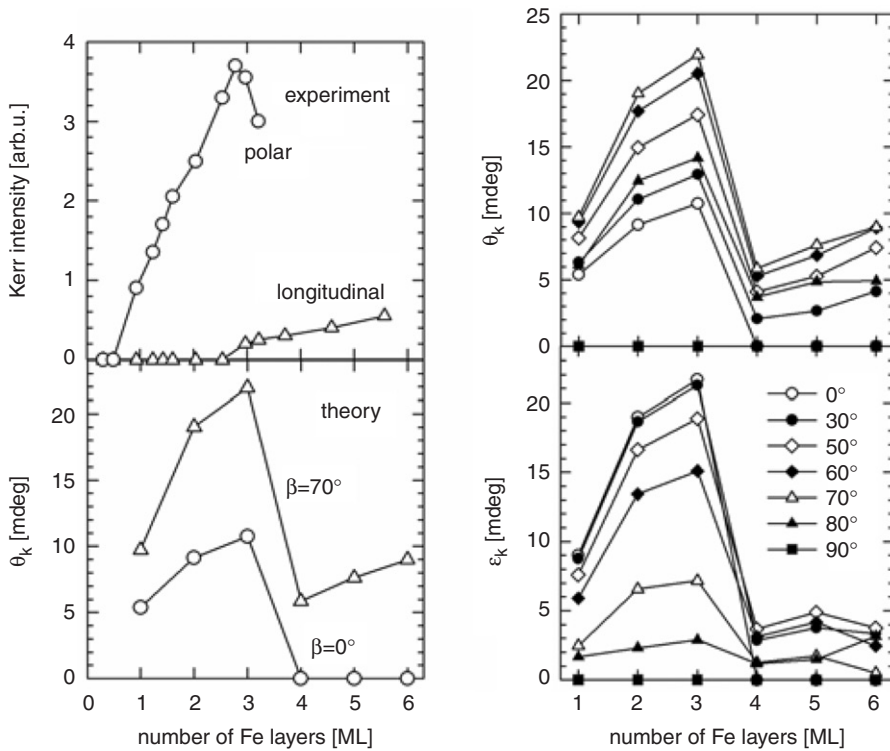 4
3
2
1
0
Kerr intensity [arb.u.]
experiment
polar
longitudinal
20
15
10
5
0
θk [mdeg]
theory
β=70°
β=0°
0 1 2 3 4 5 6
number of Fe layers [ML]
25
20
15
10
5
0
θk [mdeg]
20
15
10
5
0
εk [mdeg]
0°
30°
50°
60°
70°
80°
90°
1 2 3 4 5 6
number of Fe layers [ML]